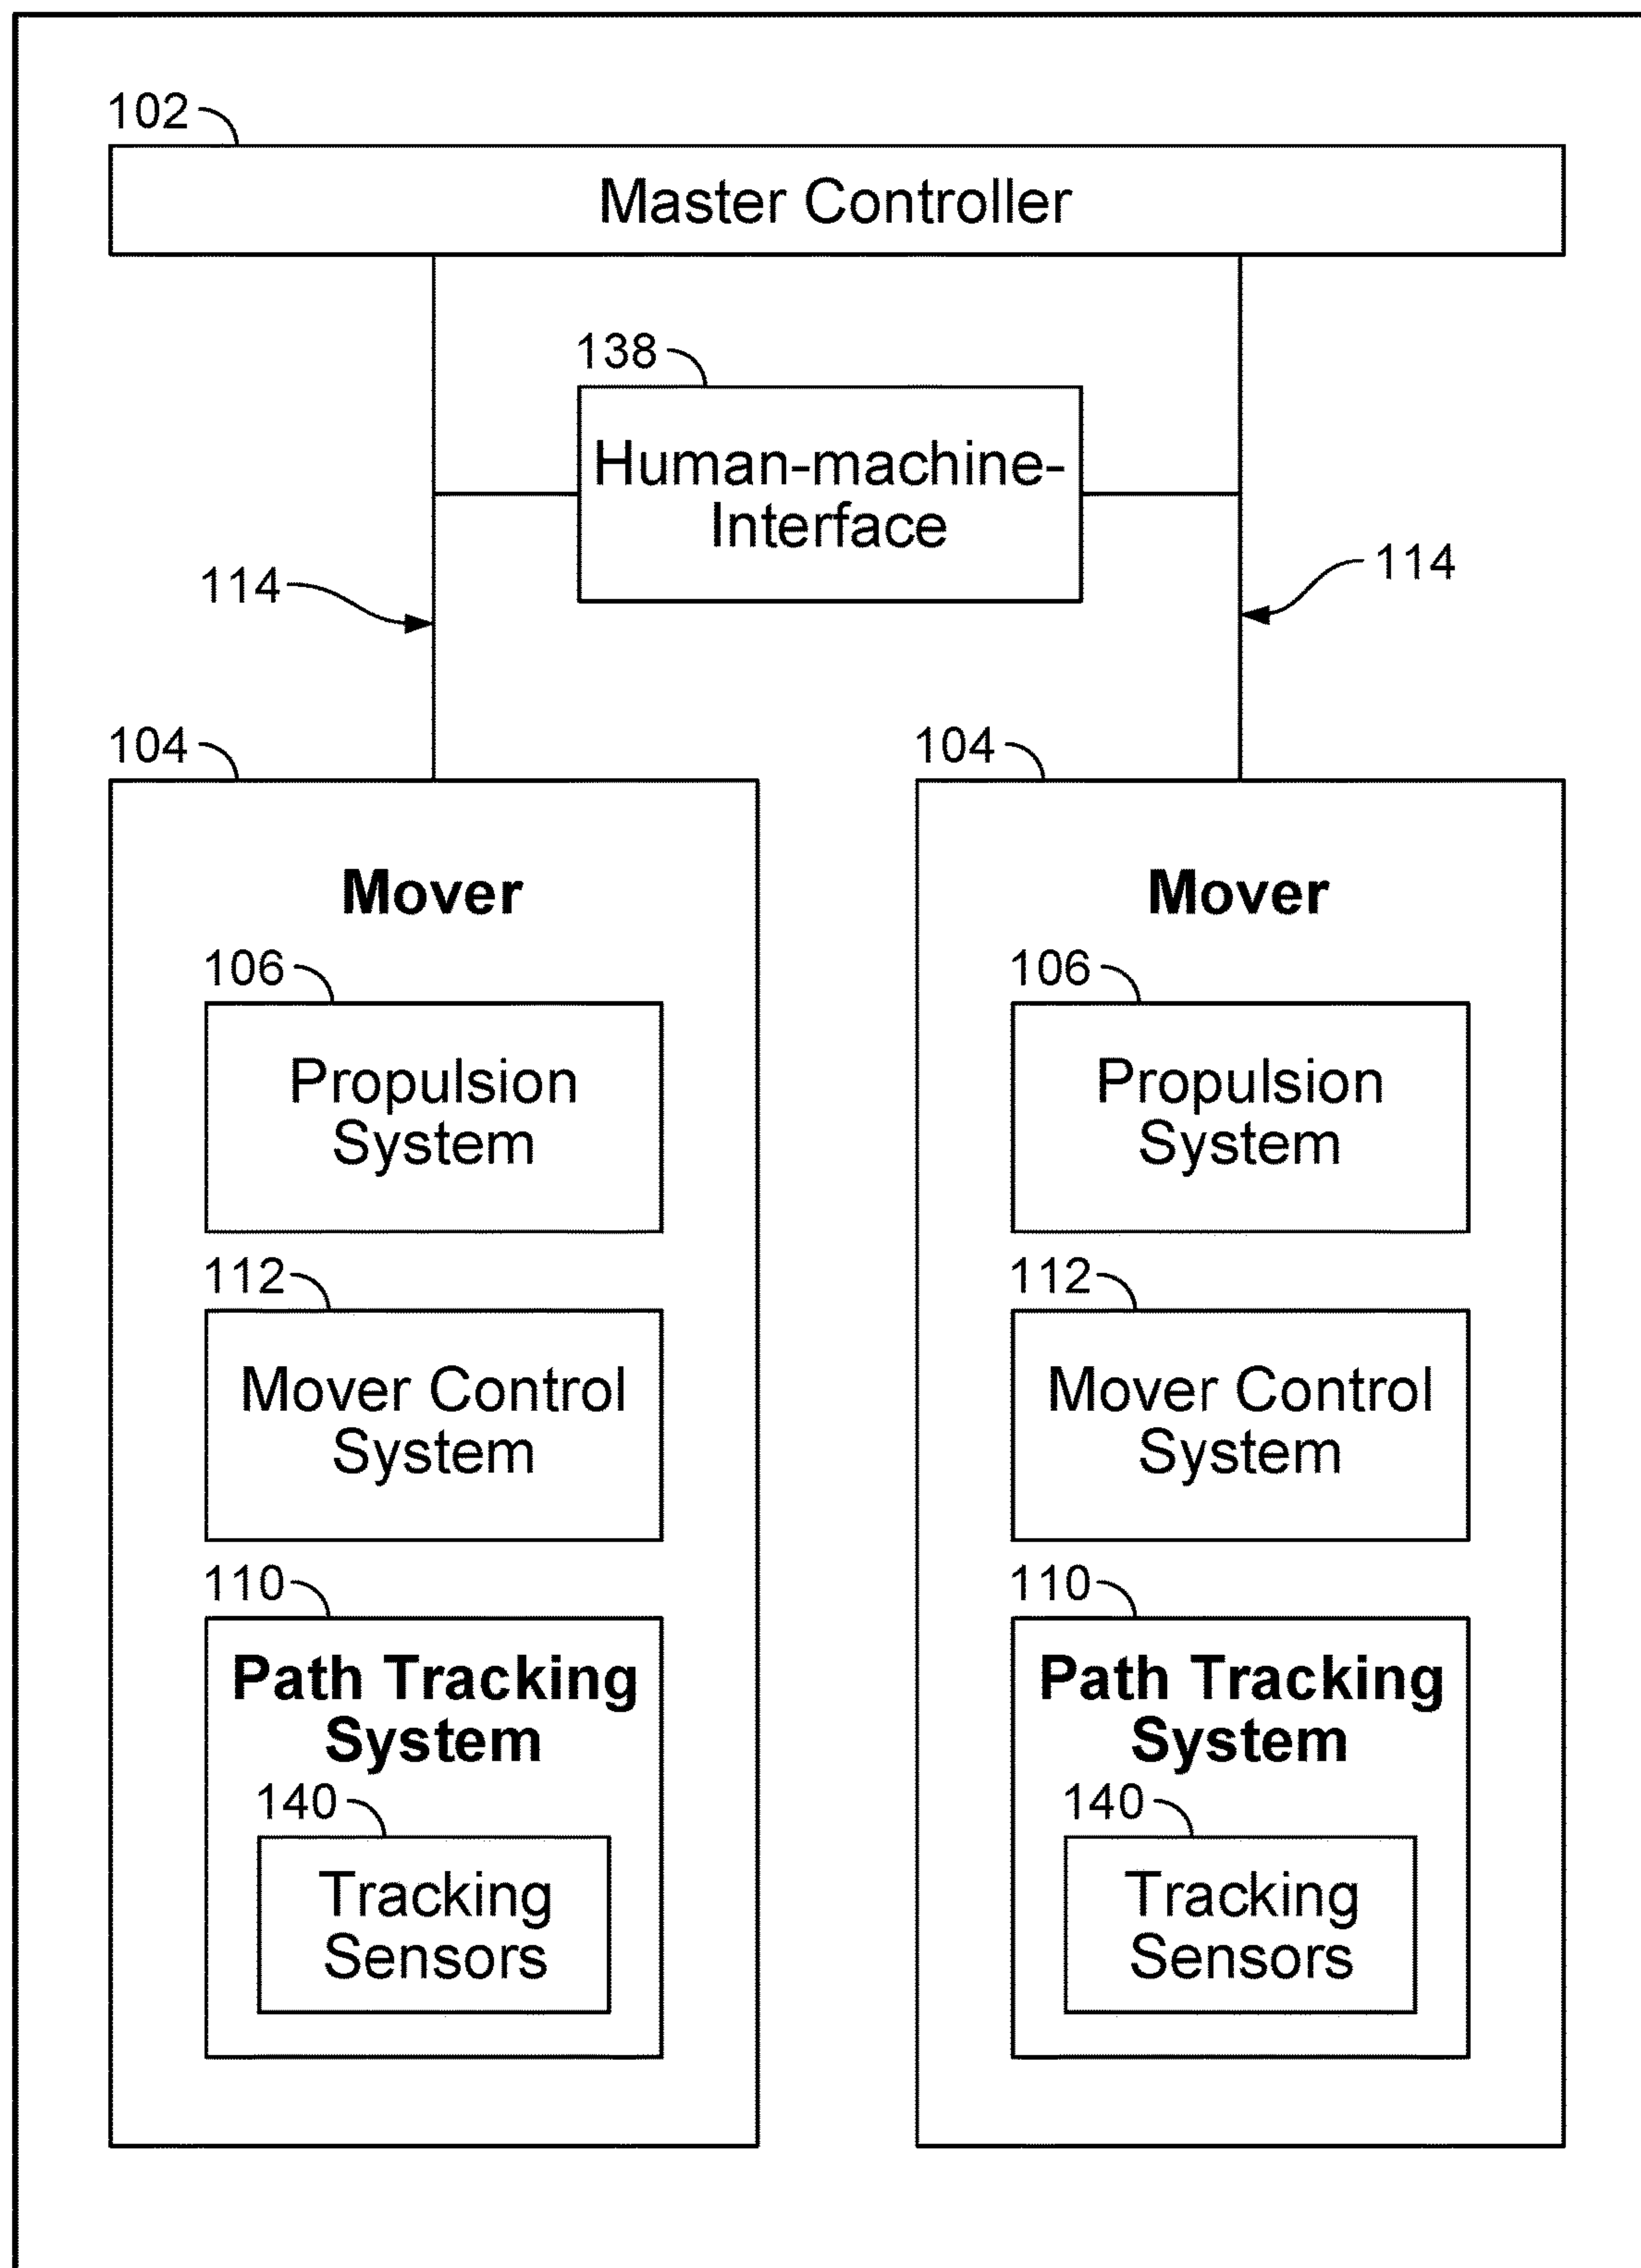 102
Master Controller
138
Human-machine-
Interface
114
114
104
104
Mover
Mover
106
106
Propulsion
System
Propulsion
System
112
112
Mover Control
System
Mover Control
System
110
110
Path Tracking
System
Path Tracking
System
140
140
Tracking
Sensors
Tracking
Sensors